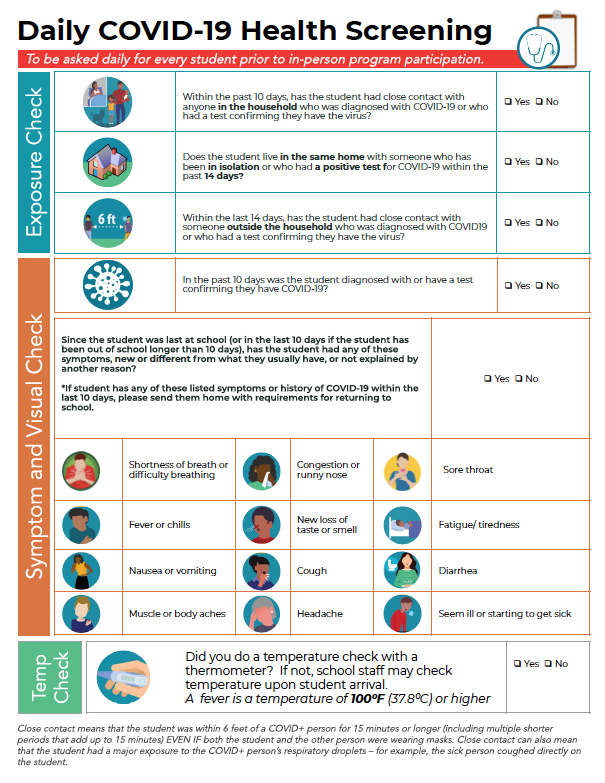 Daily COVID-19 Health Screening
To be asked daily for every student prior to in-person program participation.
Exposure Check
Within the past 10 days, has the student had close contact with
anyone in the household who was diagnosed with COVID-19 or who
had a test confirming they have the virus?
❑ Yes ❑ No
Does the student live in the same home with someone who has
been in isolation or who had a positive test for COVID-19 within the
past 14 days?
❑ Yes ❑ No
6 ft
Within the last 14 days, has the student had close contact with
someone outside the household who was diagnosed with COVID19
or who had a test confirming they have the virus?
❑ Yes ❑ No
Symptom and Visual Check
In the past 10 days was the student diagnosed with or have a test
confirming they have COVID-19?
❑ Yes ❑ No
Since the student was last at school (or in the last 10 days if the student has
been out of school longer than 10 days), has the student had any of these
symptoms, new or different from what they usually have, or not explained by
another reason?
*If student has any of these listed symptoms or history of COVID-19 within the
last 10 days, please send them home with requirements for returning to
school.
❑ Yes ❑ No
Shortness of breath or
difficulty breathing
Congestion or
runny nose
Sore throat
Fever or chills
New loss of
taste or smell
Fatigue/ tiredness
Nausea or vomiting
Cough
Diarrhea
Muscle or body aches
Headache
Seem ill or starting to get sick
Temp
Check
Did you do a temperature check with a
thermometer? If not, school staff may check
temperature upon student arrival.
A fever is a temperature of 100ºF (37.8ºC) or higher
❑ Yes ❑ No
Close contact means that the student was within 6 feet of a COVID+ person for 15 minutes or longer (including multiple shorter
periods that add up to 15 minutes) EVEN IF both the student and the other person were wearing masks. Close contact can also mean
that the student had a major exposure to the COVID+ person's respiratory droplets – for example, the sick person coughed directly on
the student.